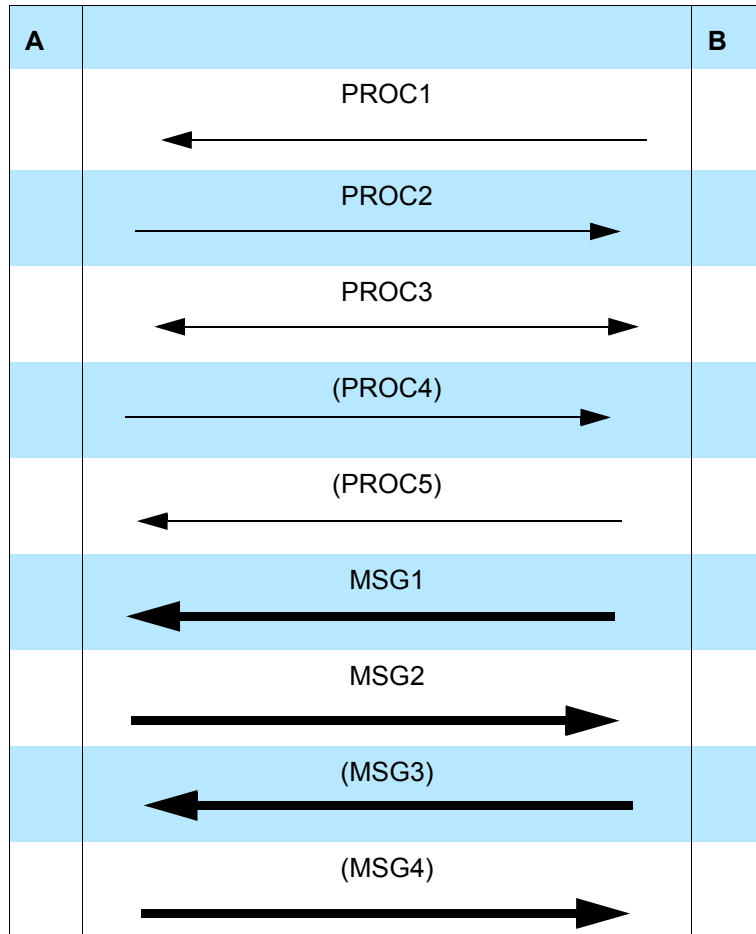 A B
PROC1
PROC2
PROC3
(PROC4)
(PROC5)
MSG1
MSG2
(MSG3)
(MSG4)